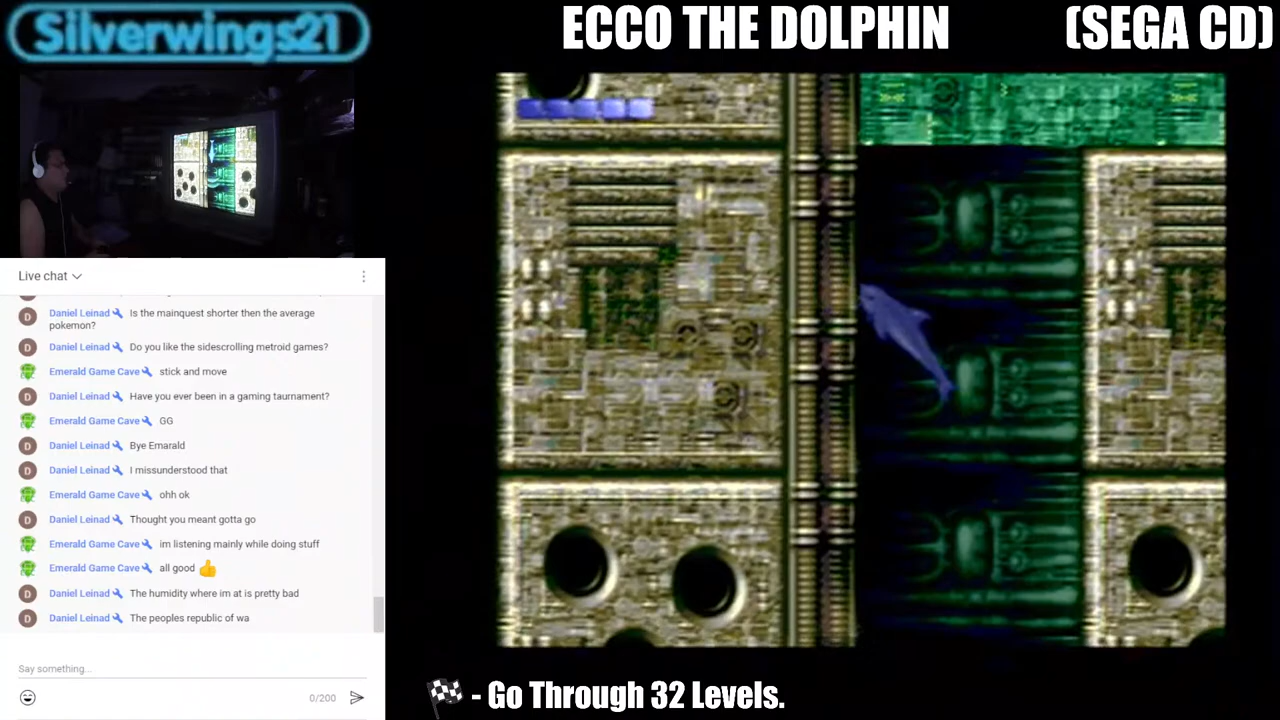 Silverwings21
ECCO THE DOLPHIN (SEGA CD)
Live chat
Daniel Leinad Is the mainquest shorter then the average
pokemon?
Daniel Leinad Do you like the sidescrolling metroid games?
Emerald Game Cave stick and move
Daniel Leinad Have you ever been in a gaming taurnament?
Emerald Game Cave GG
Daniel Leinad Bye Emarald
Daniel Leinad I missunderstood that
Emerald Game Cave ohh ok
Daniel Leinad Thought you meant gotta go
Emerald Game Cave im listening mainly while doing stuff
Emerald Game Cave all good 👍
Daniel Leinad The humidity where im at is pretty bad
Daniel Leinad The peoples republic of wa
Say something...
0/200
- Go Through 32 Levels.